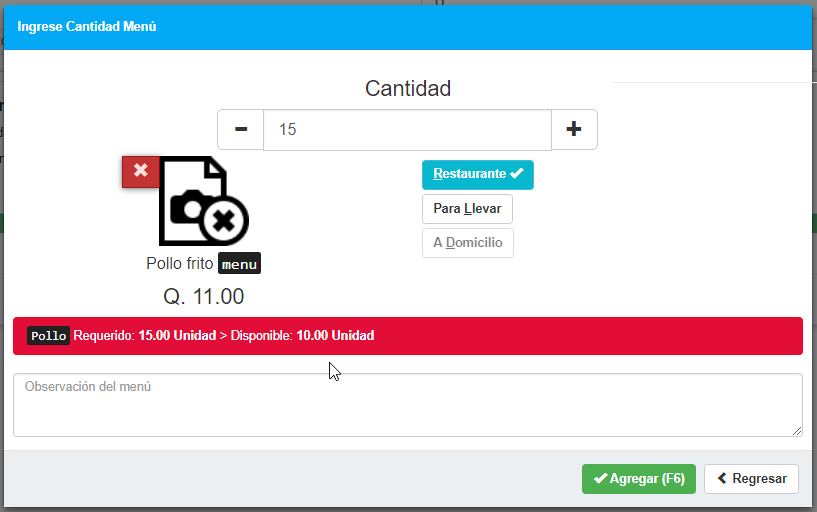 Ingrese Cantidad Menú
Cantidad
15
Restaurante
Para Llevar
A Domicilio
Pollo frito menu
Q. 11.00
Pollo Requerido: 15.00 Unidad > Disponible: 10.00 Unidad
Observación del menú
Agregar (F6)
Regresar